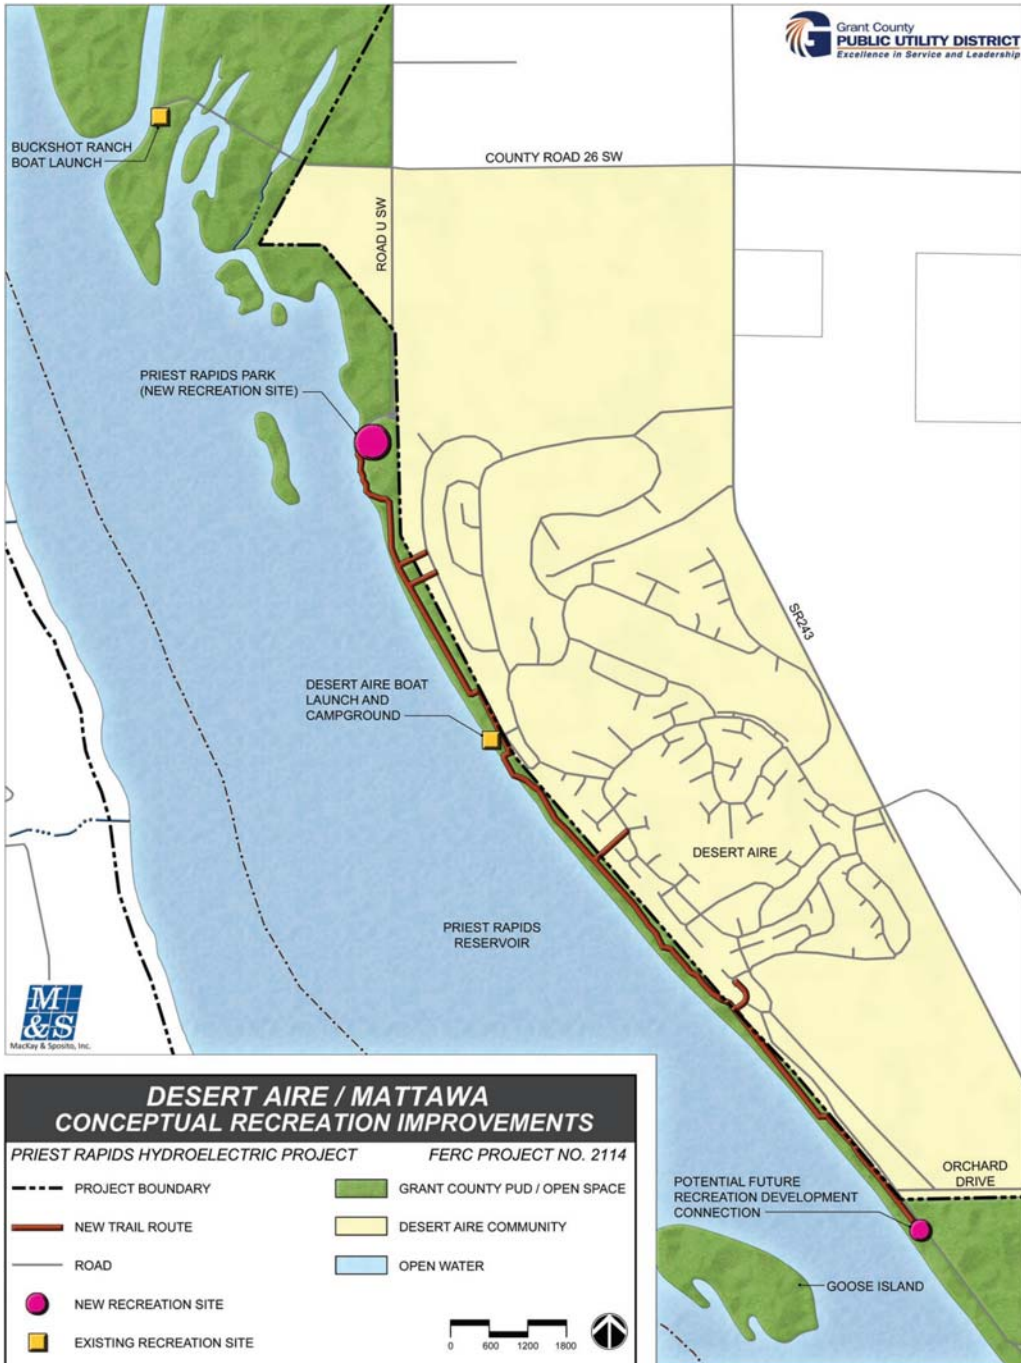 Grant County
PUBLIC UTILITY DISTRICT
Excellence in Service and Leadership
BUCKSHOT RANCH
BOAT LAUNCH
COUNTY ROAD 26 SW
ROAD U SW
PRIEST RAPIDS PARK
(NEW RECREATION SITE)
SR243
DESERT AIRE BOAT
LAUNCH AND
CAMPGROUND
DESERT AIRE
PRIEST RAPIDS
RESERVOIR
M
&S
MacKay & Sposito, Inc.
DESERT AIRE / MATTAWA
CONCEPTUAL RECREATION IMPROVEMENTS
PRIEST RAPIDS HYDROELECTRIC PROJECT
FERC PROJECT NO. 2114
PROJECT BOUNDARY
GRANT COUNTY PUD / OPEN SPACE
NEW TRAIL ROUTE
DESERT AIRE COMMUNITY
ROAD
OPEN WATER
NEW RECREATION SITE
EXISTING RECREATION SITE
0 600 1200 1800
ORCHARD
DRIVE
POTENTIAL FUTURE
RECREATION DEVELOPMENT
CONNECTION
GOOSE ISLAND